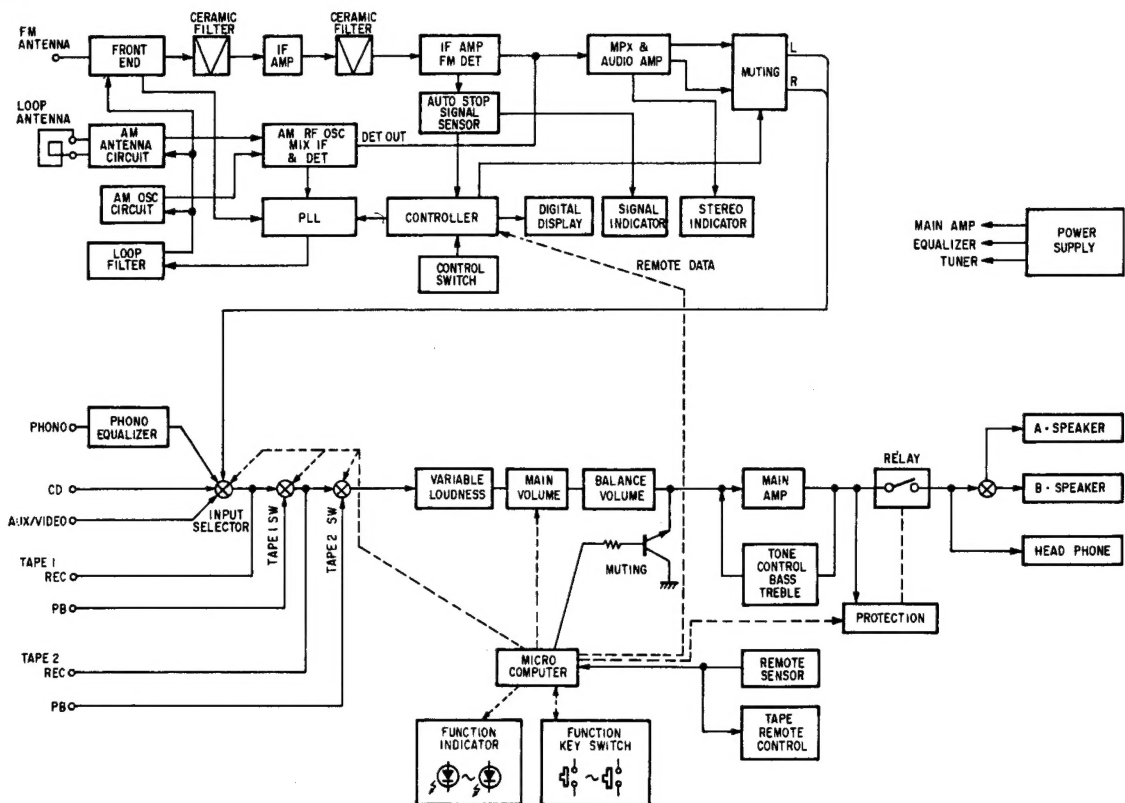 FM
ANTENNA
FRONT
END
CERAMIC
FILTER
IF
AMP
CERAMIC
FILTER
IF AMP
FM DET
MPX &
AUDIO AMP
MUTING
L
R
LOOP
ANTENNA
AM
ANTENNA
CIRCUIT
AM RF OSC
MIX IF
& DET
DET OUT
AUTO STOP
SIGNAL
SENSOR
AM OSC
CIRCUIT
PLL
CONTROLLER
DIGITAL
DISPLAY
SIGNAL
INDICATOR
STEREO
INDICATOR
LOOP
FILTER
CONTROL
SWITCH
REMOTE DATA
MAIN AMP
EQUALIZER
TUNER
POWER
SUPPLY
PHONO
PHONO
EQUALIZER
CD
AUX/VIDEO
INPUT
SELECTOR
TAPE 1 SW
TAPE 2 SW
VARIABLE
LOUDNESS
MAIN
VOLUME
BALANCE
VOLUME
MUTING
MAIN
AMP
TONE
CONTROL
BASS
TREBLE
RELAY
PROTECTION
A · SPEAKER
B · SPEAKER
HEAD PHONE
TAPE 1
REC
PB
TAPE 2
REC
PB
MICRO
COMPUTER
REMOTE
SENSOR
TAPE
REMOTE
CONTROL
FUNCTION
INDICATOR
FUNCTION
KEY SWITCH